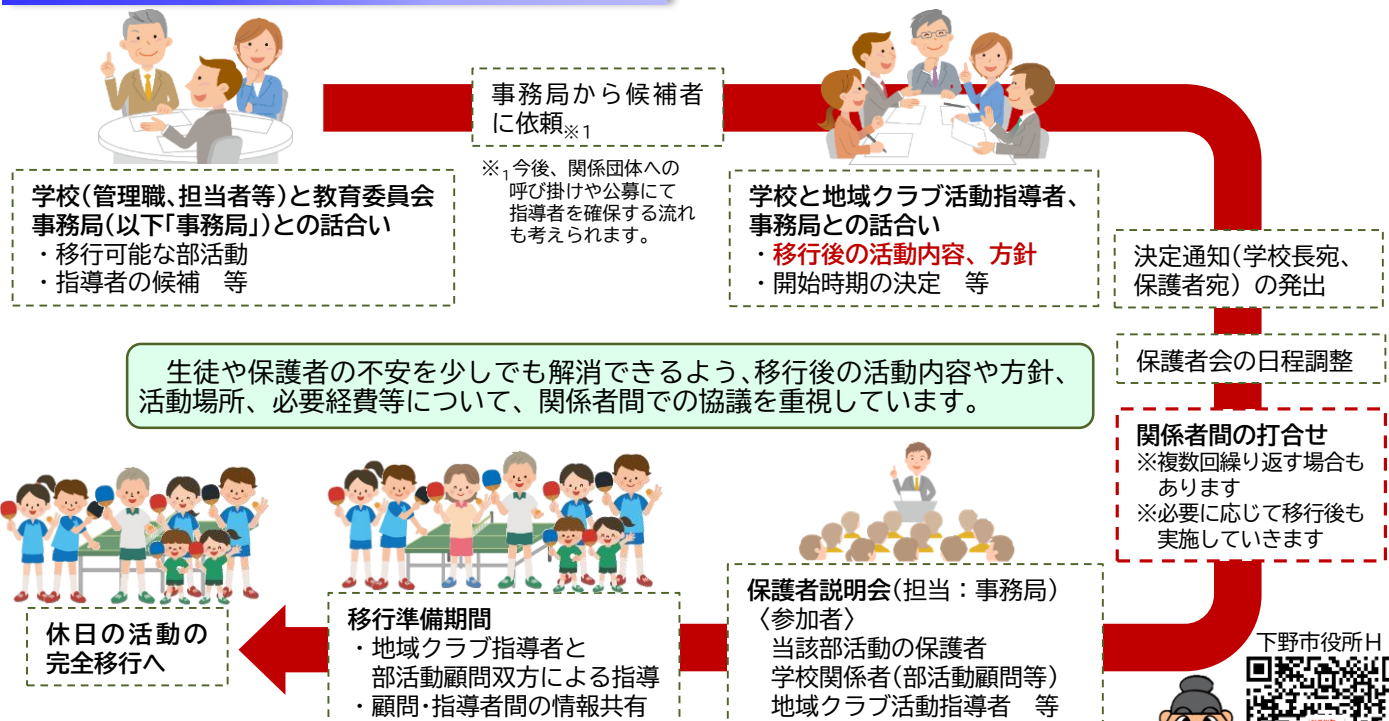 学校(管理職、担当者等)と教育委員会
事務局(以下「事務局」)との話合い
・移行可能な部活動
・指導者の候補　等
事務局から候補者
に依頼※1
※1今後、関係団体への
呼び掛けや公募にて
指導者を確保する流れ
も考えられます。
学校と地域クラブ活動指導者、
事務局との話合い
・移行後の活動内容、方針
・開始時期の決定　等
決定通知(学校長宛、
保護者宛)の発出
保護者会の日程調整
関係者間の打合せ
※複数回繰り返す場合も
あります
※必要に応じて移行後も
実施していきます
生徒や保護者の不安を少しでも解消できるよう、移行後の活動内容や方針、
活動場所、必要経費等について、関係者間での協議を重視しています。
保護者説明会(担当：事務局)
〈参加者〉
当該部活動の保護者
学校関係者(部活動顧問等)
地域クラブ活動指導者　等
移行準備期間
・地域クラブ指導者と
部活動顧問双方による指導
・顧問・指導者間の情報共有
休日の活動の
完全移行へ
下野市役所H